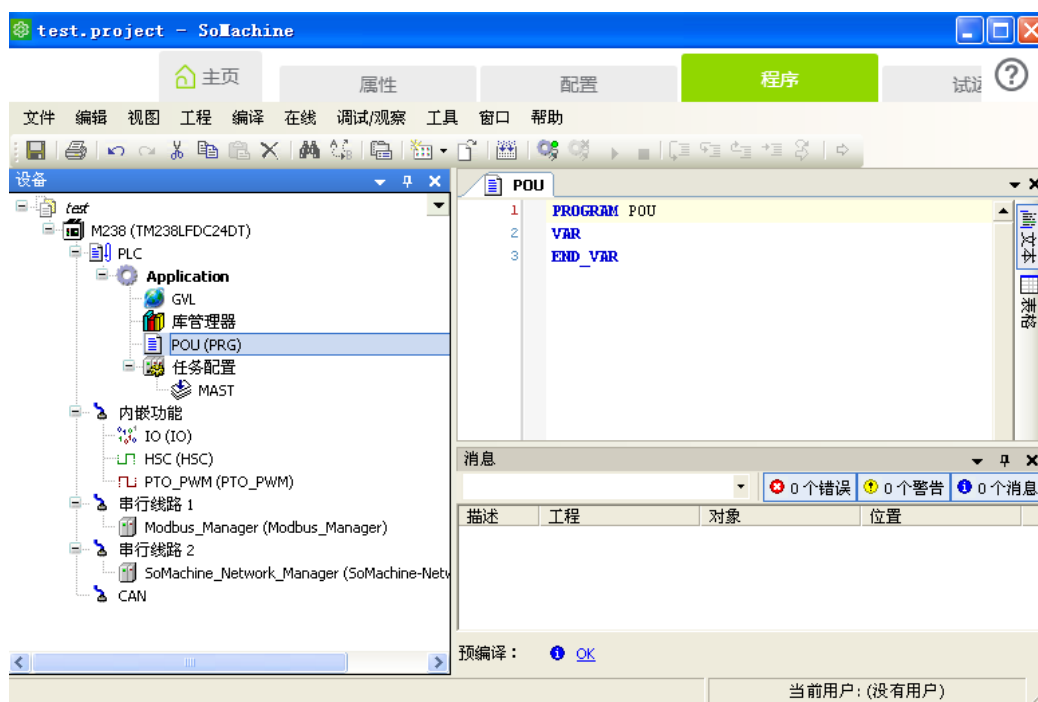 test.project - SoMachine
主页
属性
配置
程序
试运
文件 编辑 视图 工程 编译 在线 调试/观察 工具 窗口 帮助
设备
test
M238 (TM238LFDC24DT)
PLC
Application
GVL
库管理器
POU (PRG)
任务配置
MAST
内嵌功能
IO (IO)
HSC (HSC)
PTO_PWM (PTO_PWM)
串行线路 1
Modbus_Manager (Modbus_Manager)
串行线路 2
SoMachine_Network_Manager (SoMachine-Netw
CAN
POU
1 PROGRAM POU
2 VAR
3 END_VAR
文本
表格
消息
0 个错误 0 个警告 0 个消息
描述 工程 对象 位置
预编译： OK
当前用户: (没有用户)